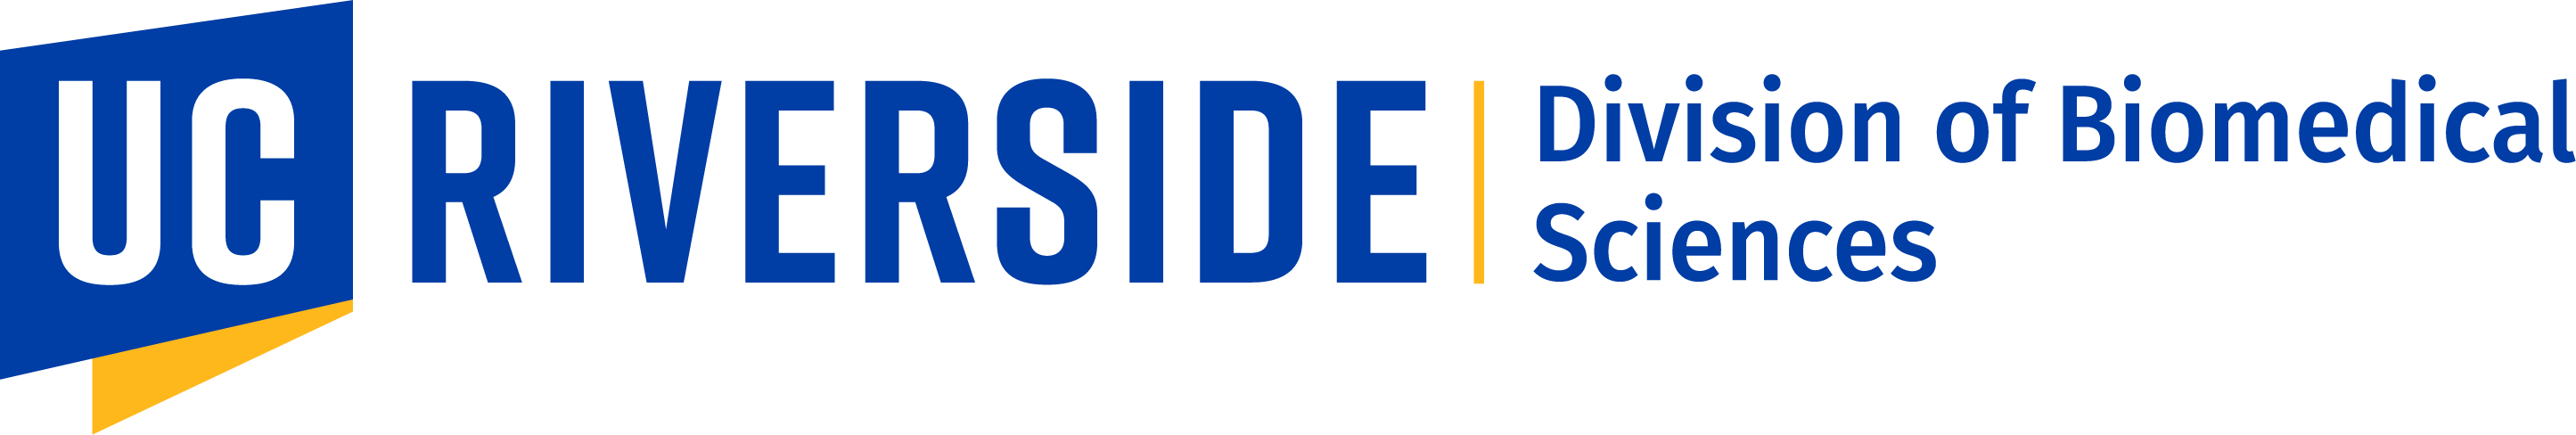 UC RIVERSIDE
Division of Biomedical
Sciences